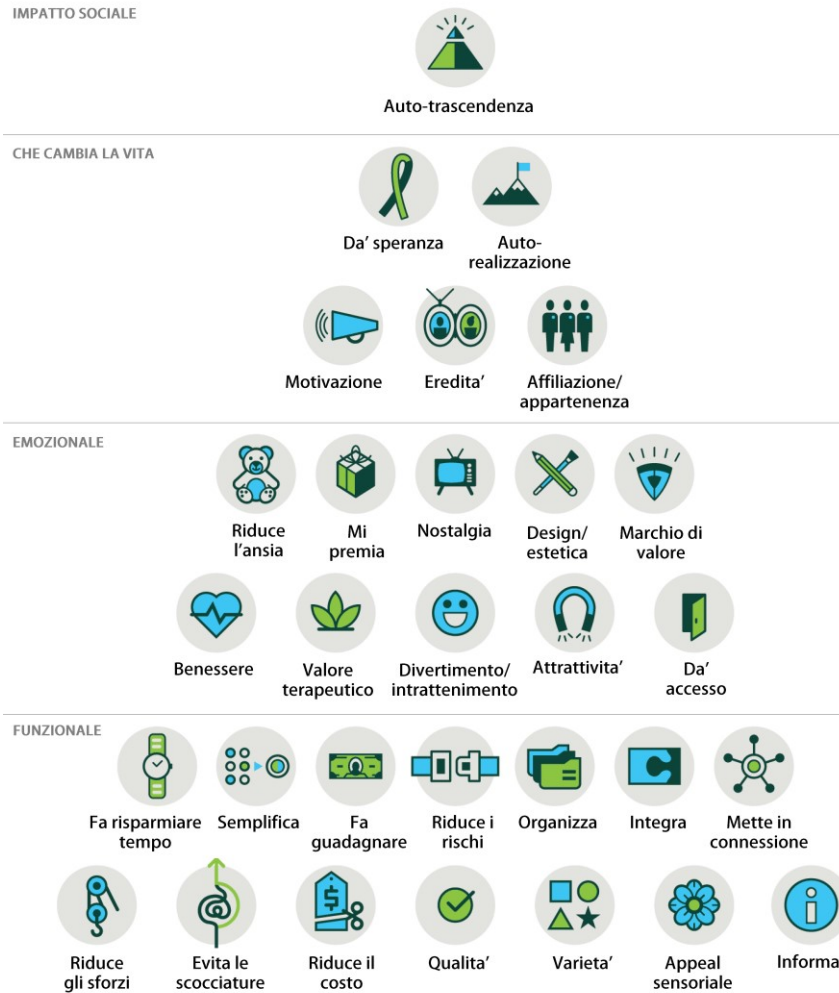 IMPATTO SOCIALE
Auto-trascendenza
CHE CAMBIA LA VITA
Da' speranza
Auto-
realizzazione
Motivazione
Eredita'
Affiliazione/
appartenenza
EMOZIONALE
Riduce
l'ansia
Mi
premia
Nostalgia
Design/
estetica
Marchio di
valore
Benessere
Valore
terapeutico
Divertimento/
intrattenimento
Attrattivita'
Da'
accesso
FUNZIONALE
Fa risparmiare
tempo
Semplifica
Fa
guadagnare
Riduce i
rischi
Organizza
Integra
Mette in
connessione
Riduce
gli sforzi
Evita le
scocciature
$
Riduce il
costo
Qualita'
Varieta'
Appeal
sensoriale
i
Informa